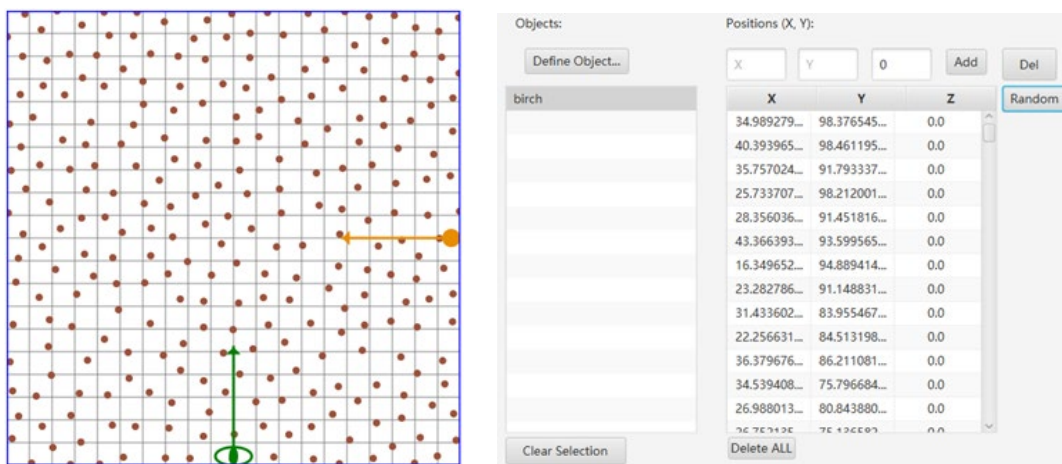 Objects:
Positions (X, Y):
Define Object...
X
Y
0
Add
Del
birch
X
Y
Z
Random
34.989279... 98.376545... 0.0
40.393965... 98.461195... 0.0
35.757024... 91.793337... 0.0
25.733707... 98.212001... 0.0
28.356036... 91.451816... 0.0
43.366393... 93.599565... 0.0
16.349652... 94.889414... 0.0
23.282786... 91.148831... 0.0
31.433602... 83.955467... 0.0
22.256631... 84.513198... 0.0
36.379676... 86.211081... 0.0
34.539408... 75.796684... 0.0
26.988013... 80.843880... 0.0
Clear Selection
Delete ALL